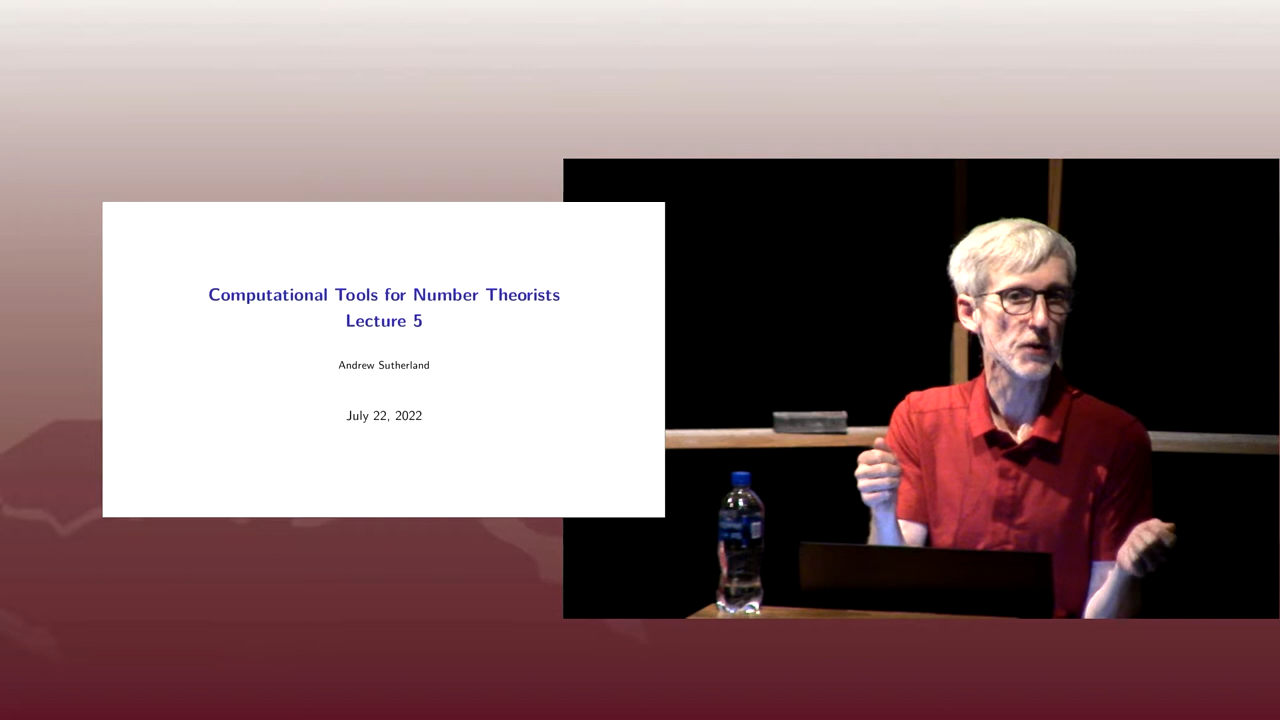 Computational Tools for Number Theorists
Lecture 5
Andrew Sutherland
July 22, 2022